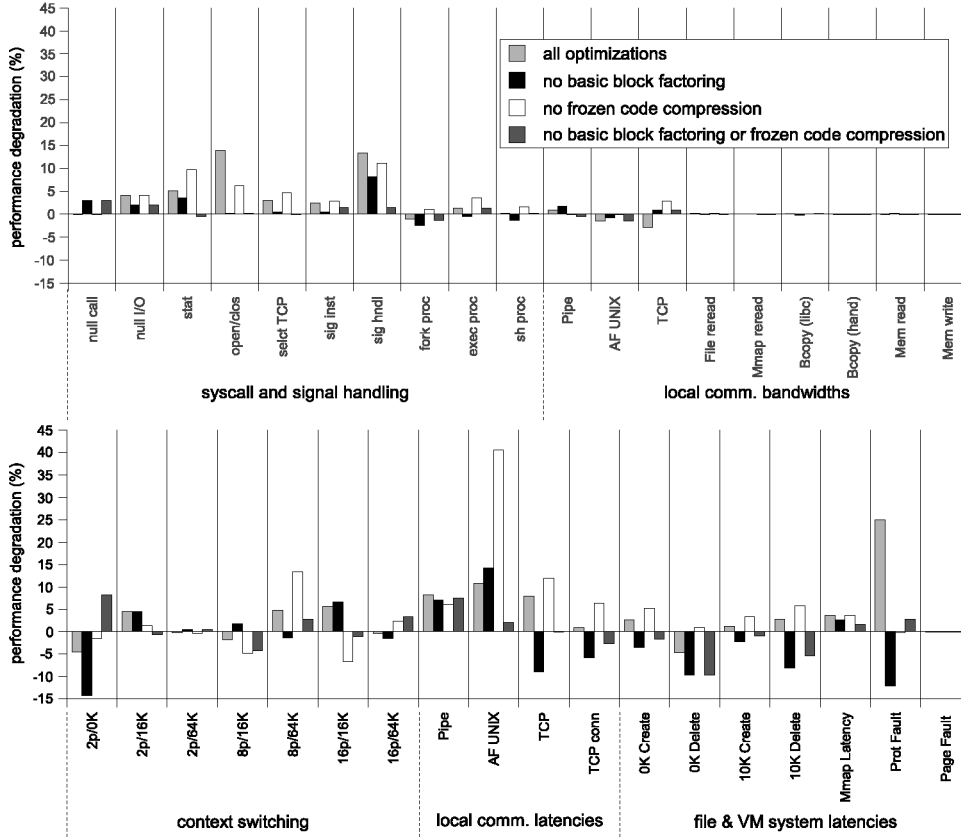 45
40
35
30
25
20
15
10
5
0
-5
-10
-15
performance degradation (%)
all optimizations
no basic block factoring
no frozen code compression
no basic block factoring or frozen code compression
null call
null I/O
stat
open/clos
selct TCP
sig inst
sig hndl
fork proc
exec proc
sh proc
Pipe
AF UNIX
TCP
File reread
Mmap reread
Bcopy (libc)
Bcopy (hand)
Mem read
Mem write
syscall and signal handling
local comm. bandwidths
45
40
35
30
25
20
15
10
5
0
-5
-10
-15
performance degradation (%)
2p/0K
2p/16K
2p/64K
8p/16K
8p/64K
16p/16K
16p/64K
Pipe
AF UNIX
TCP
TCP conn
0K Create
0K Delete
10K Create
10K Delete
Mmap Latency
Prot Fault
Page Fault
context switching
local comm. latencies
file & VM system latencies